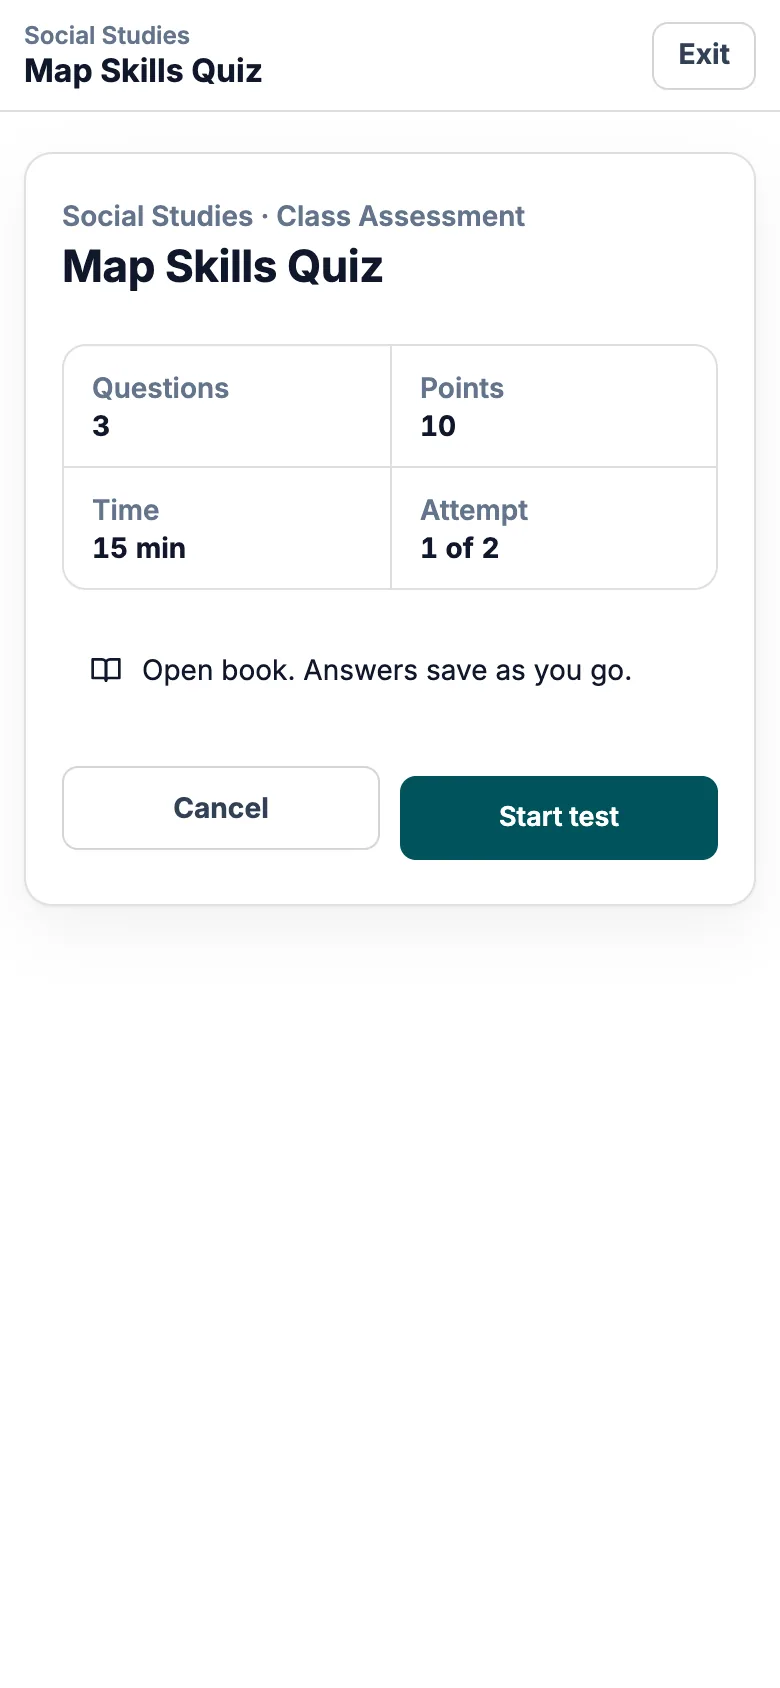 Social Studies
Map Skills Quiz
Exit
Social Studies · Class Assessment
Map Skills Quiz
Questions
3
Points
10
Time
15 min
Attempt
1 of 2
Open book. Answers save as you go.
Cancel
Start test